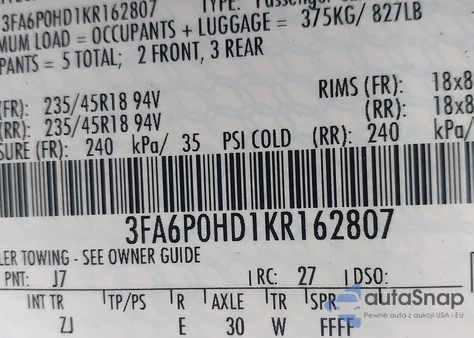 3FA6P0HD1KR162807 TYPE:
MUM LOAD = OCCUPANTS + LUGGAGE = 375KG/ 827LB
PANTS = 5 TOTAL; 2 FRONT, 3 REAR
(FR): 235/45R18 94V RIMS (FR): 18x8
(RR): 235/45R18 94V (RR): 18x8
SURE (FR): 240 kPa/ 35 PSI COLD (RR): 240 kPa/
3FA6P0HD1KR162807
LER TOWING - SEE OWNER GUIDE
PNT: J7 RC: 27 DSO:
INT TR TP/PS R AXLE TR SPR
ZJ E 30 W FFFF
autoSnap
Pewne auta z aukcji USA i EU